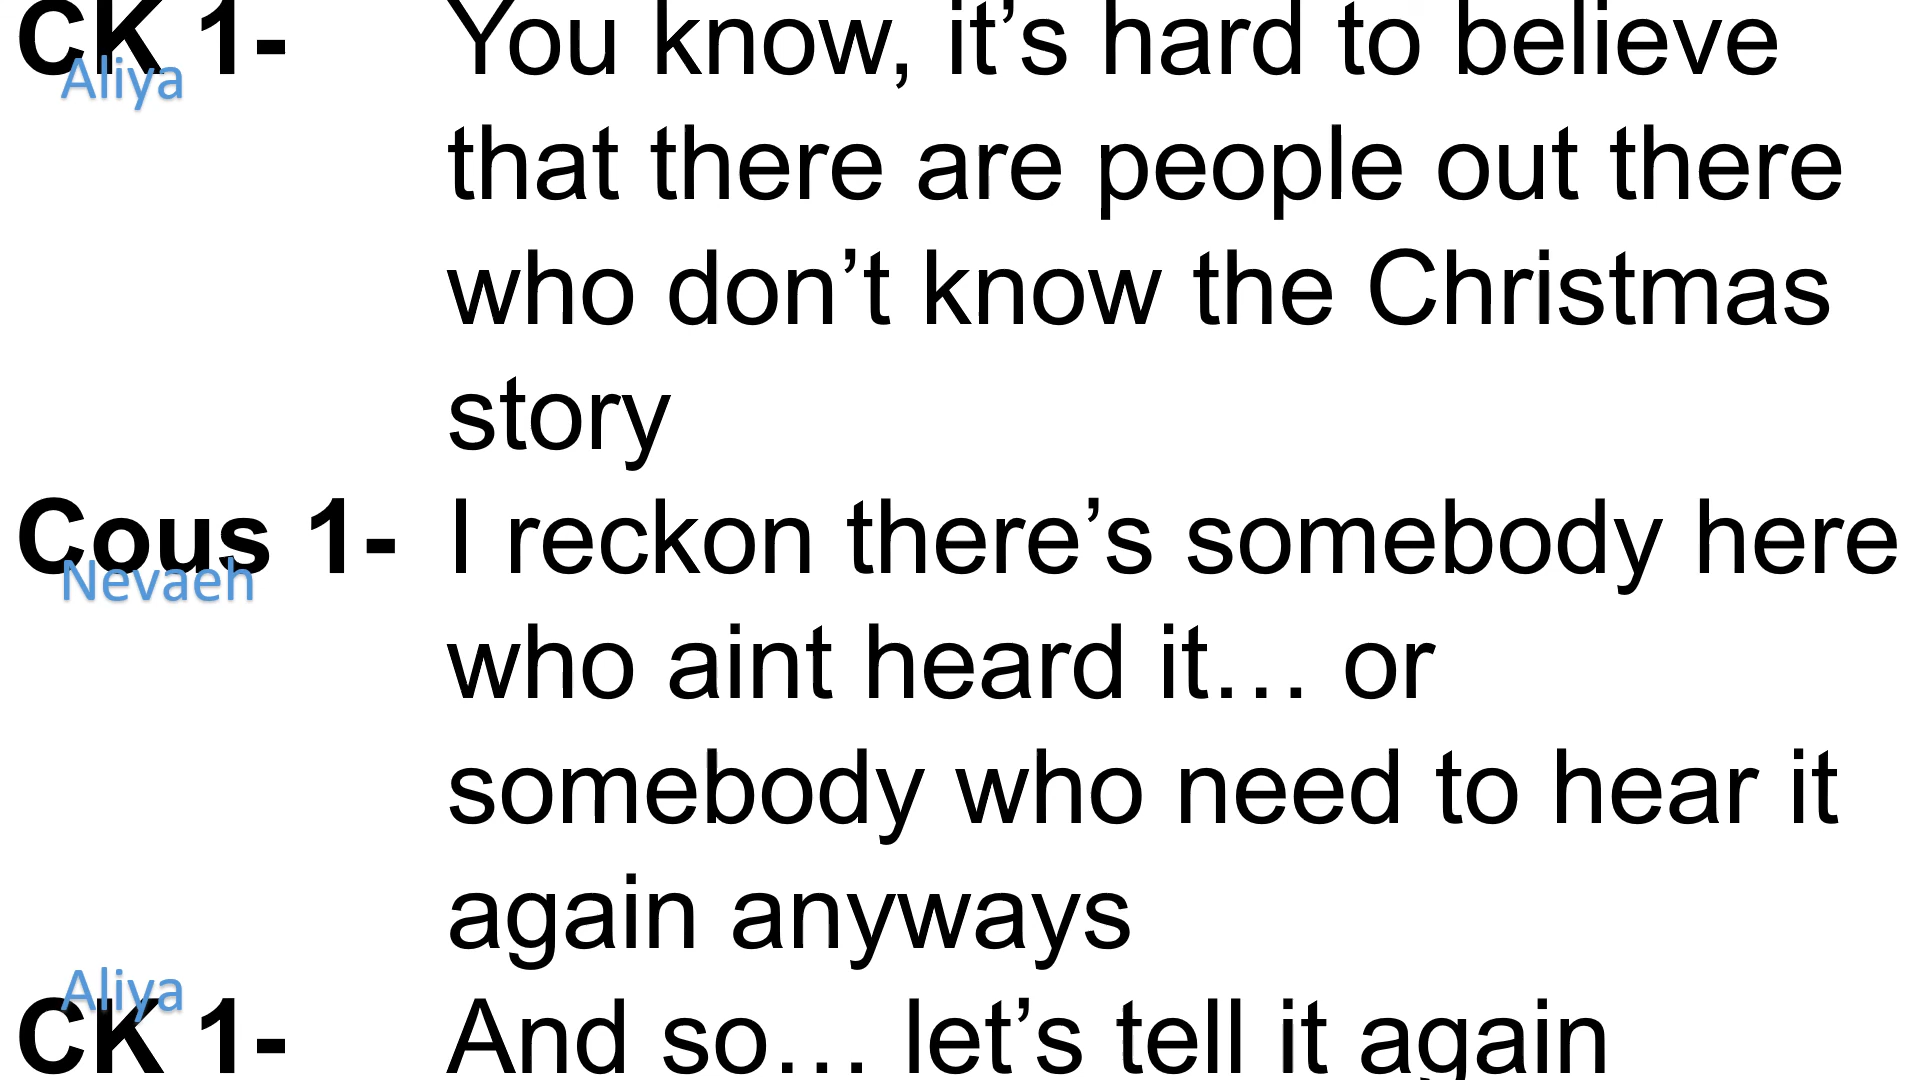 CK 1- You know, it’s hard to believe
Aliya
that there are people out there
who don’t know the Christmas
story
Cous 1- I reckon there’s somebody here
Nevaeh
who aint heard it… or
somebody who need to hear it
again anyways
Aliya
CK 1- And so… let’s tell it again